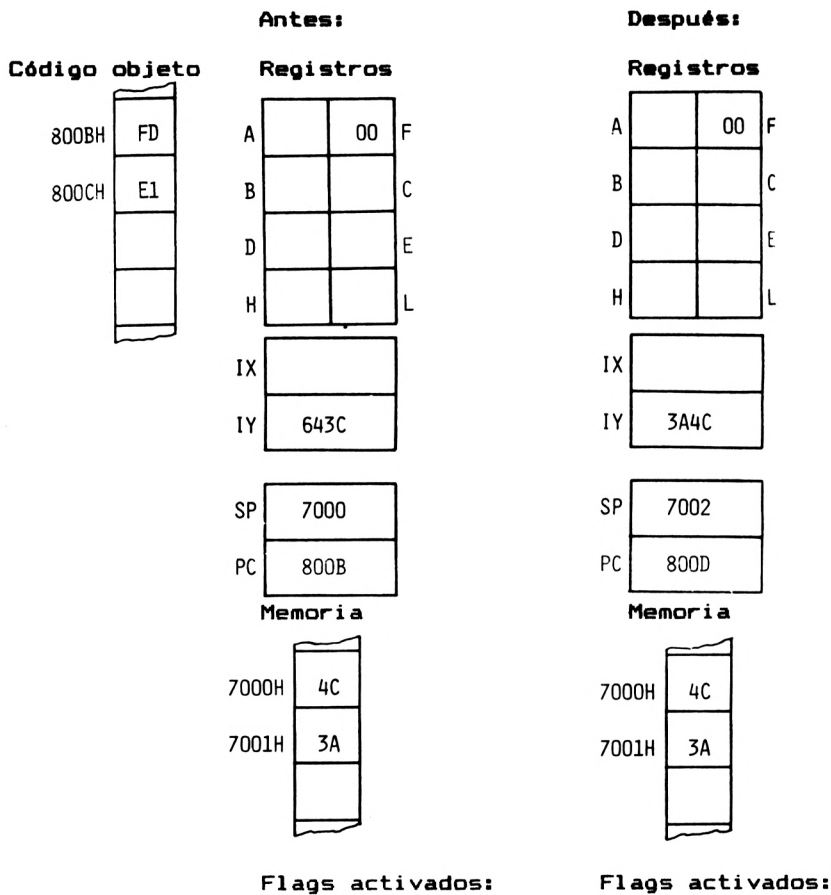 Antes: Después:
Código objeto Registros Registros
800BH FD A 00 F A 00 F
800CH E1 B C B C
D E D E
H L H L
IX IX
IY 643C IY 3A4C
SP 7000 SP 7002
PC 800B PC 800D
Memoria Memoria
7000H 4C 7000H 4C
7001H 3A 7001H 3A
Flags activados: Flags activados: